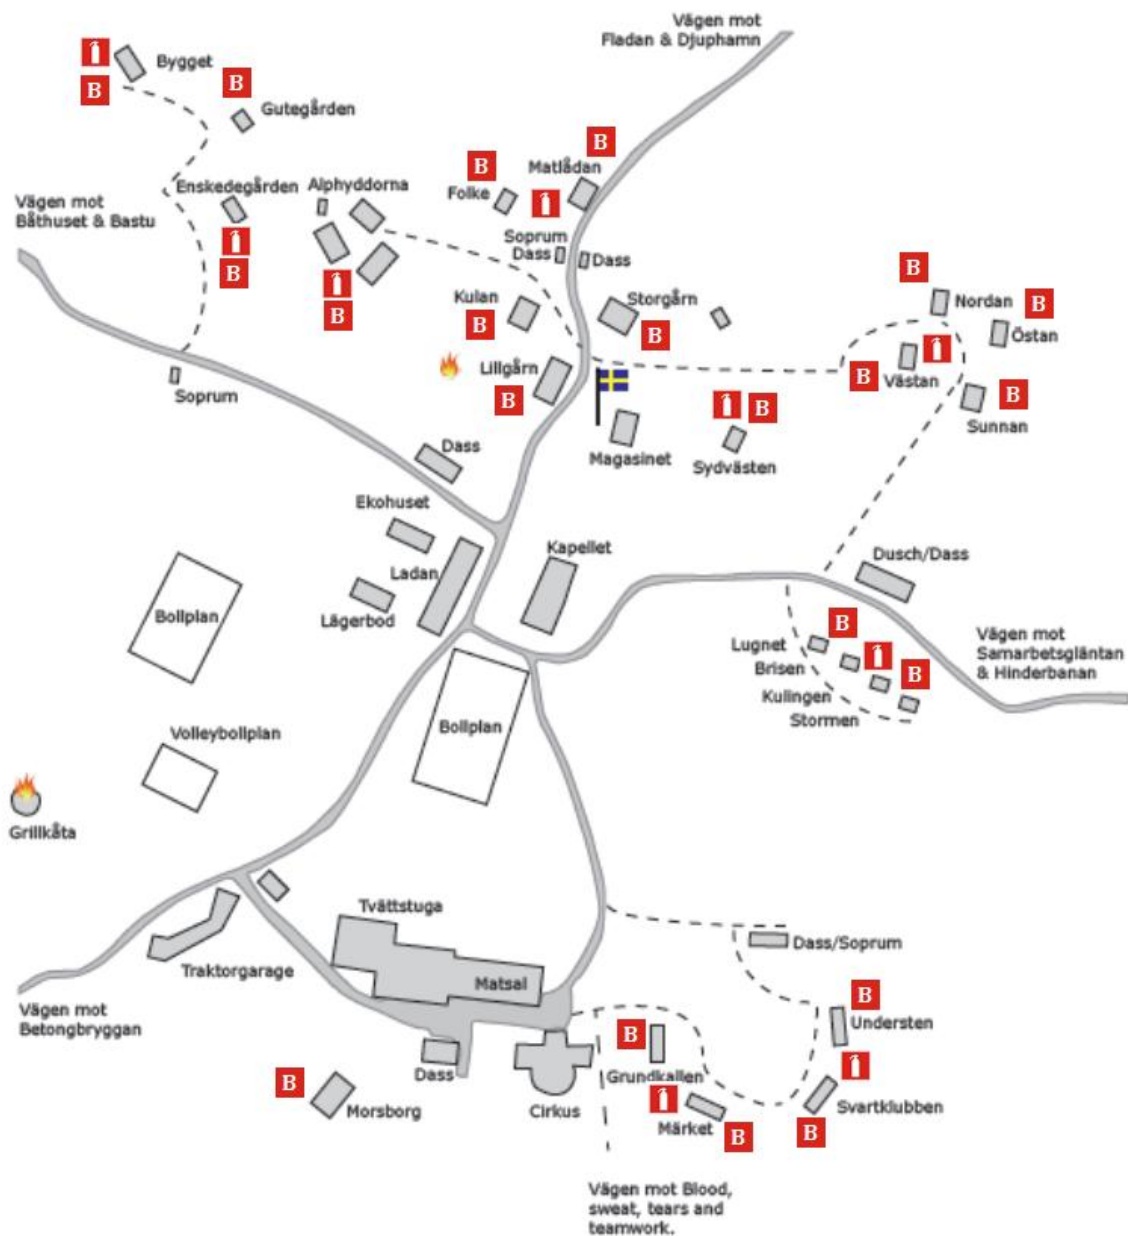 Vägen mot
Fladan & Djuphamn
Bygget
B
B
Gutegården
B
Matlådan
B
Enskedegården
Alphyddorna
Folke
Vägen mot
Båthuset & Bastu
Soprum
Dass
Dass
B
B
Kulan
B
Storgårn
B
B
Nordan
B
Östan
Lillgårn
B
B
Västan
Soprum
B
B
Sunnan
Magasinet
Sydvästen
Dass
Ekohuset
Kapellet
Ladan
Lägerbod
Dusch/Dass
Bollplan
B
Lugnet
Brisen
B
Kulingen
Stormen
Vägen mot
Samarbetsgläntan
& Hinderbanan
Bollplan
Volleybollplan
Grillkåta
Tvättstuga
Matsal
Dass/Soprum
Traktorgarage
Vägen mot
Betongbryggan
B
Understen
B
Grundkallen
Dass
B
Morsborg
Cirkus
Märket
B
Svartklubben
B
Vägen mot Blood,
sweat, tears and
teamwork.